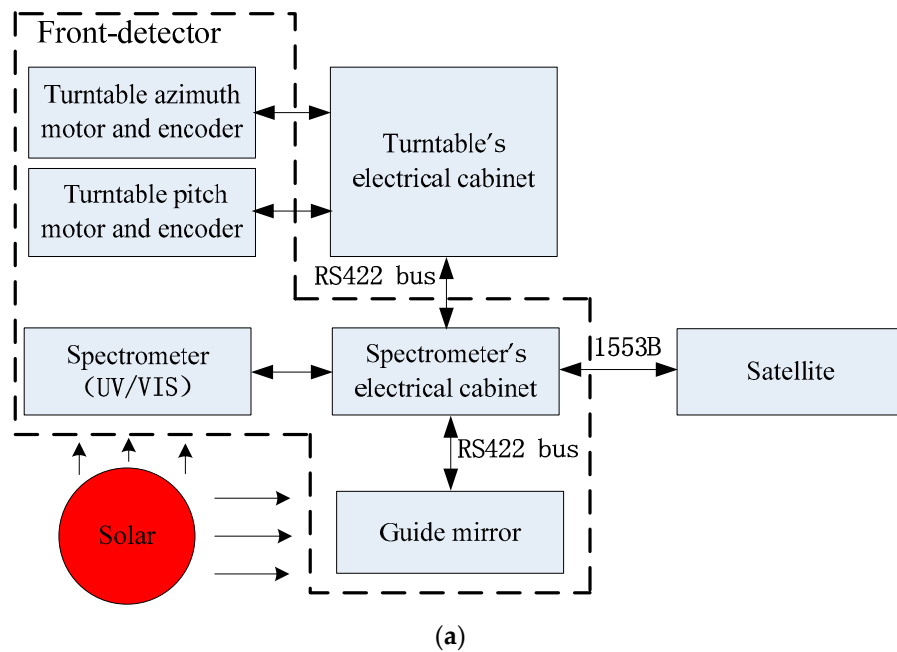 Front-detector
Turntable azimuth
motor and encoder
Turntable's
electrical cabinet
Turntable pitch
motor and encoder
RS422 bus
Spectrometer
(UV/VIS)
Spectrometer's
electrical cabinet
1553B
Satellite
RS422 bus
Solar
Guide mirror
(a)